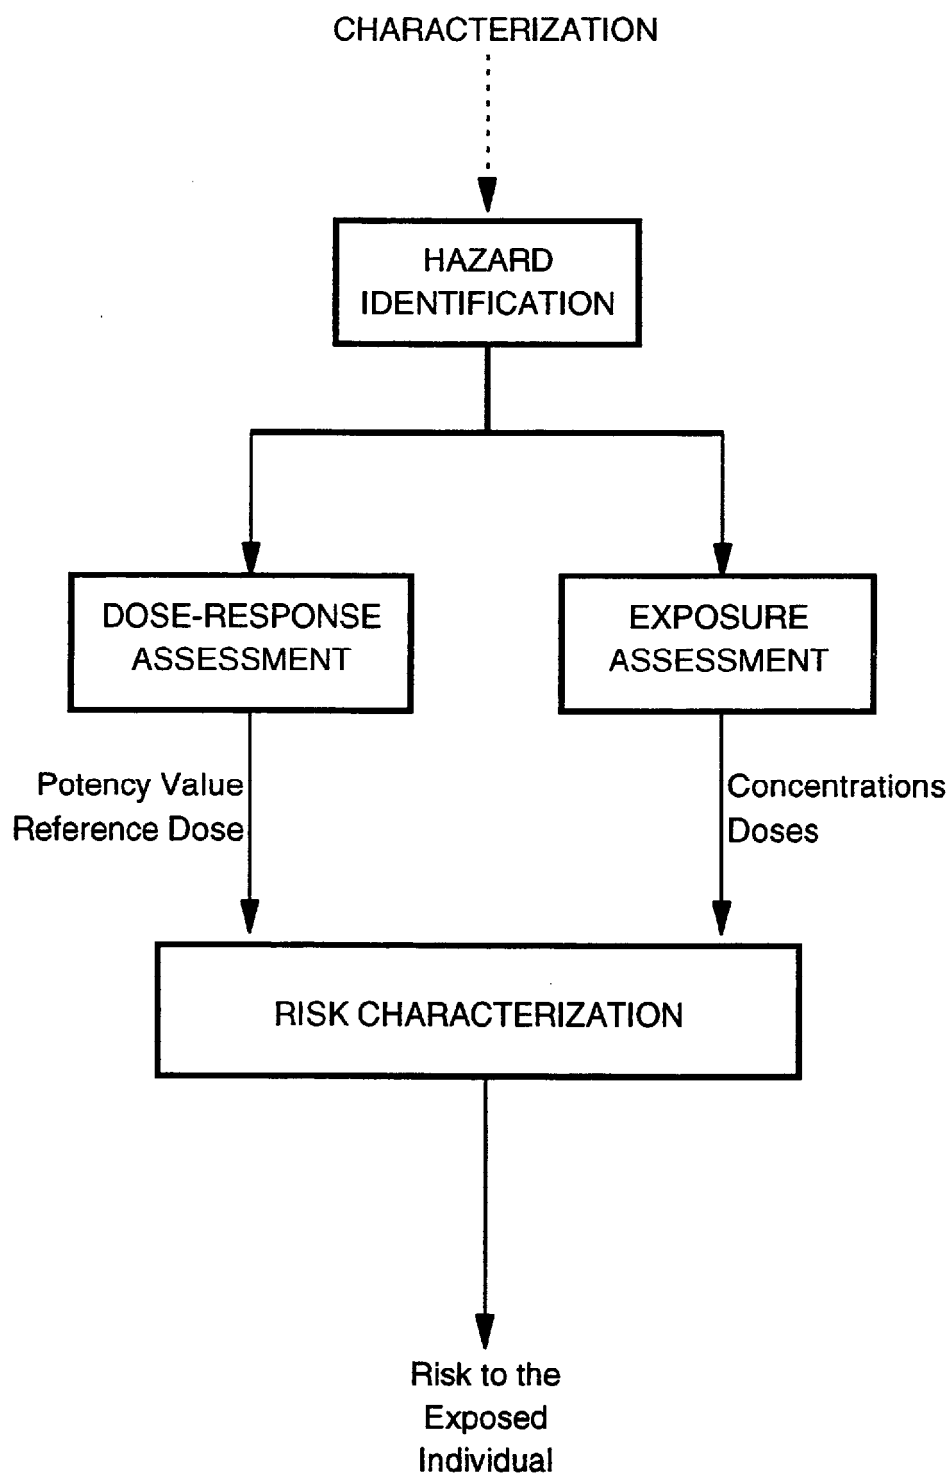 CHARACTERIZATION
HAZARD
IDENTIFICATION
DOSE-RESPONSE
ASSESSMENT
EXPOSURE
ASSESSMENT
Potency Value
Reference Dose
Concentrations
Doses
RISK CHARACTERIZATION
Risk to the
Exposed
Individual